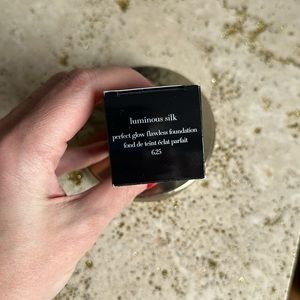 luminous silk
perfect glow flawless foundation
fond de teint éclat parfait
6.25